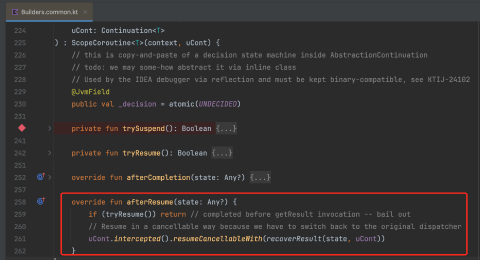 Builders.common.kt
224 uCont: Continuation<T>
225 ) : ScopeCoroutine<T>(context, uCont) {
226 // this is copy-and-paste of a decision state machine inside AbstractionContinuation
227 // todo: we may some-how abstract it via inline class
228 // Used by the IDEA debugger via reflection and must be kept binary-compatible, see KTIJ-24102
229 @JvmField
230 public val _decision = atomic(UNDECIDED)
231
private fun trySuspend(): Boolean {...}
241
242 private fun tryResume(): Boolean {...}
251
252 override fun afterCompletion(state: Any?) {...}
257
258 override fun afterResume(state: Any?) {
259 if (tryResume()) return // completed before getResult invocation -- bail out
260 // Resume in a cancellable way because we have to switch back to the original dispatcher
261 uCont.intercepted().resumeCancellableWith(recoverResult(state, uCont))
262 }